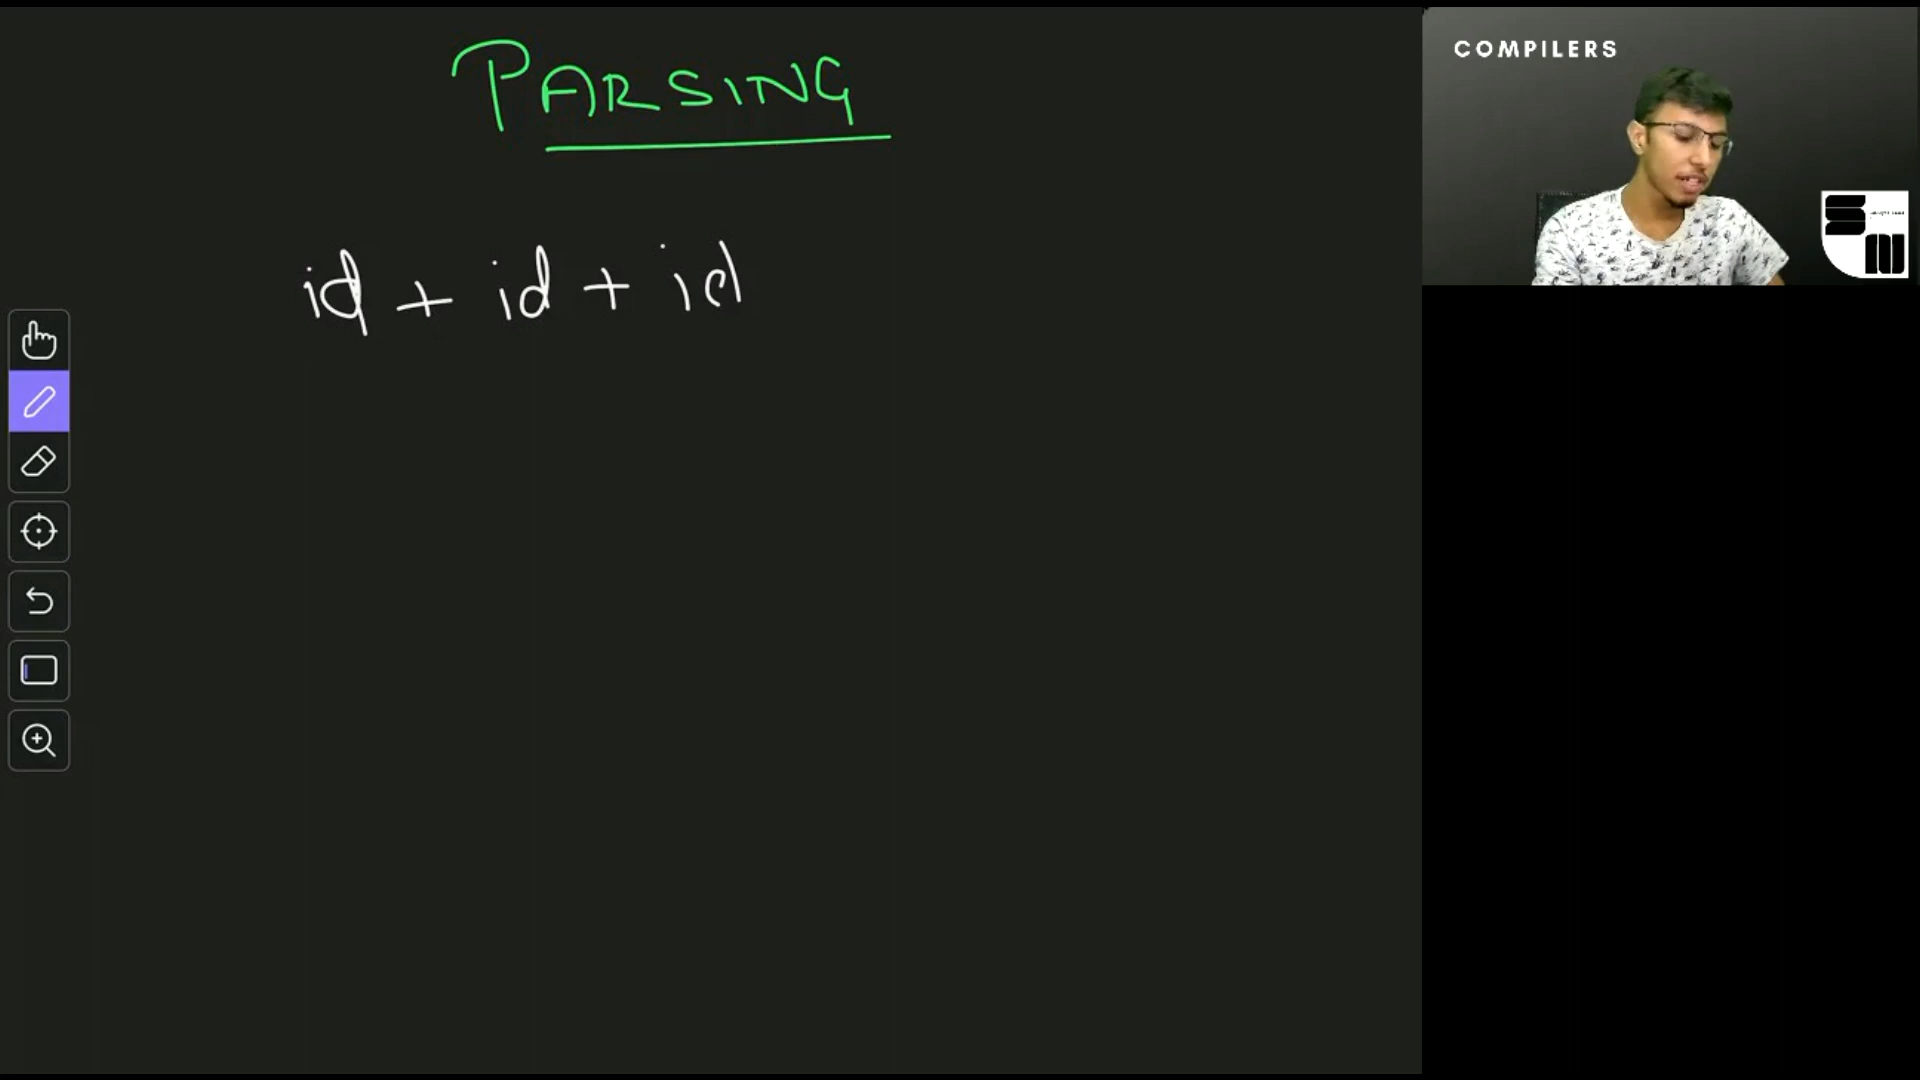 PARSING
COMPILERS
id + id + id